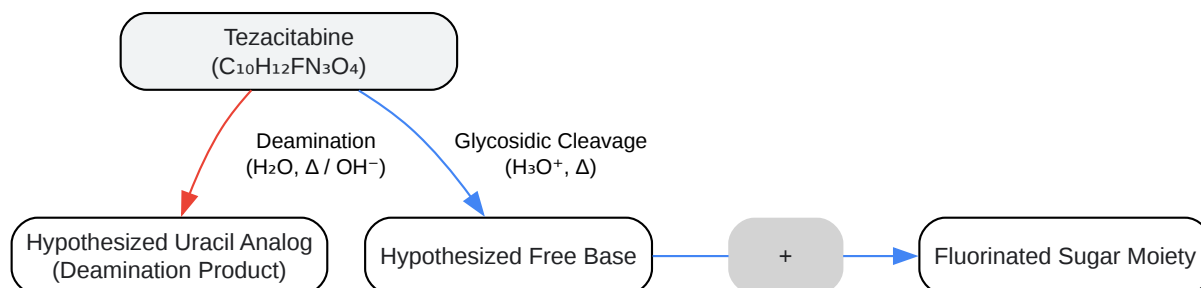 Tezacitabine
(C₁₀H₁₂FN₃O₄)
Deamination
(H₂O, Δ / OH⁻)
Glycosidic Cleavage
(H₃O⁺, Δ)
Hypothesized Uracil Analog
(Deamination Product)
Hypothesized Free Base
+
Fluorinated Sugar Moiety